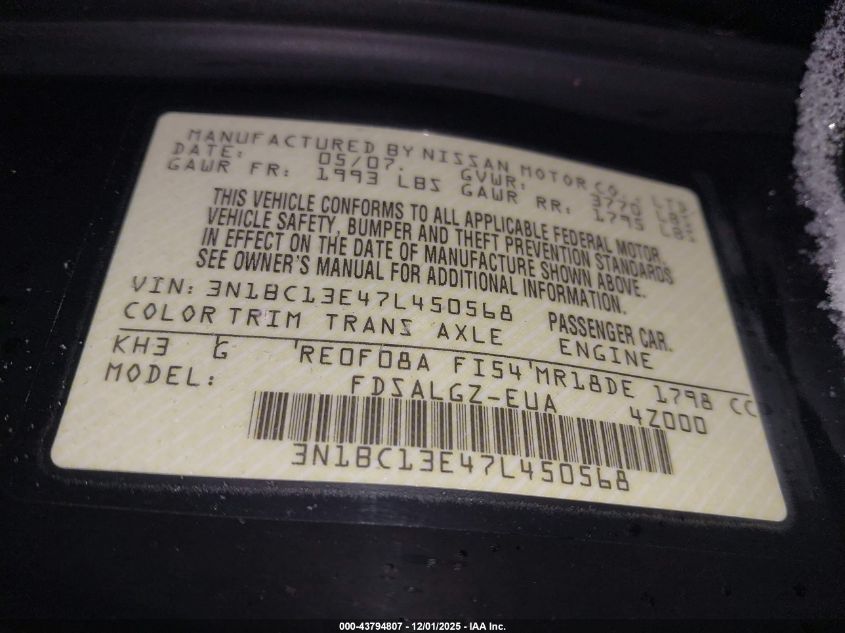 MANUFACTURED BY NISSAN MOTOR CO., LTD
DATE: 05/07. GVWR: 3770 LBS
GAWR FR: 1993 LBS GAWR RR: 1795 LBS
THIS VEHICLE CONFORMS TO ALL APPLICABLE FEDERAL MOTOR
VEHICLE SAFETY, BUMPER AND THEFT PREVENTION STANDARDS
IN EFFECT ON THE DATE OF MANUFACTURE SHOWN ABOVE.
SEE OWNER'S MANUAL FOR ADDITIONAL INFORMATION.
VIN: 3N1BC13E47L450568 PASSENGER CAR.
COLOR TRIM TRANS AXLE ENGINE
KH3 G RE0F08A FI54 MR18DE 1798 CC
MODEL: FDSALGZ-EUA 4Z000
3N1BC13E47L450568
000-43794807 - 12/01/2025 - IAA Inc.